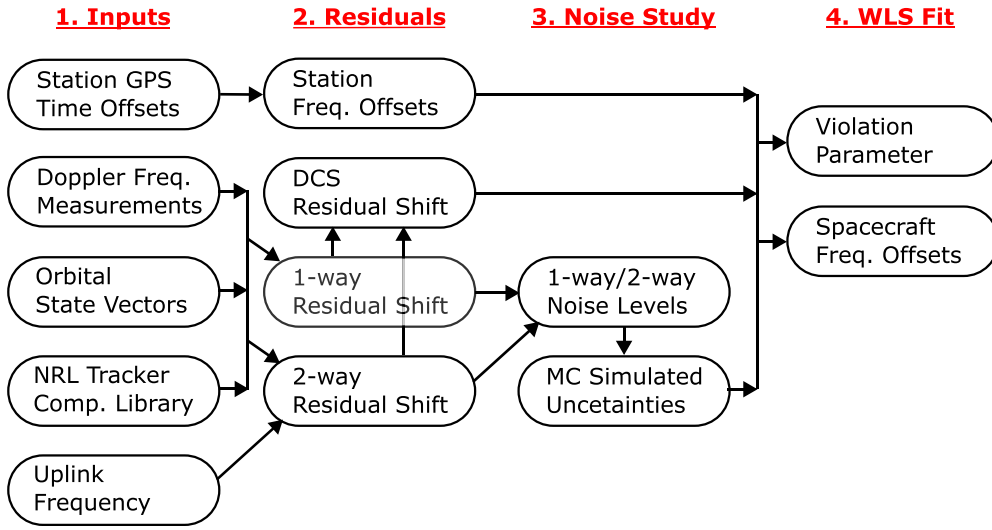 1. Inputs
2. Residuals
3. Noise Study
4. WLS Fit
Station GPS
Time Offsets
Station
Freq. Offsets
Violation
Parameter
Doppler Freq.
Measurements
DCS
Residual Shift
Spacecraft
Freq. Offsets
Orbital
State Vectors
1-way
Residual Shift
1-way/2-way
Noise Levels
NRL Tracker
Comp. Library
2-way
Residual Shift
MC Simulated
Uncetainties
Uplink
Frequency